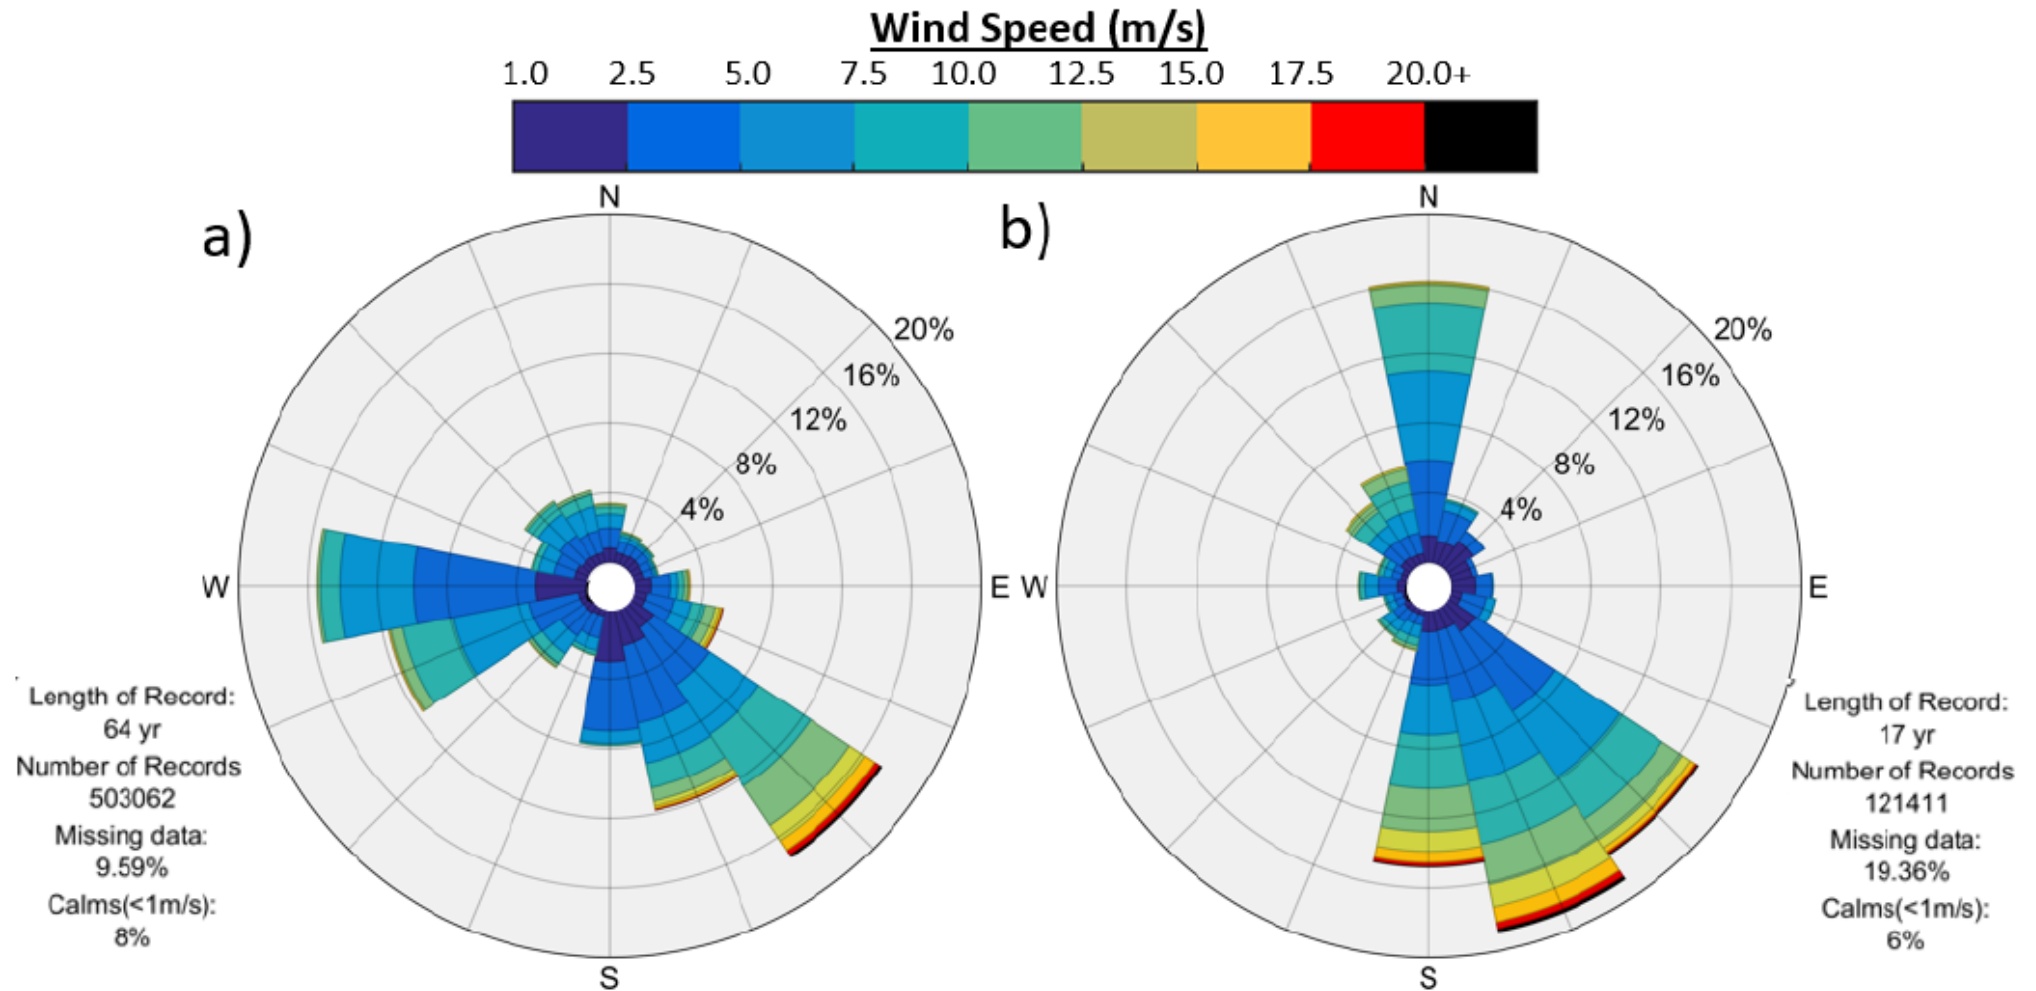 Wind Speed (m/s)
1.0 2.5 5.0 7.5 10.0 12.5 15.0 17.5 20.0+
a)
N
20%
16%
12%
8%
4%
W
E
S
Length of Record:
64 yr
Number of Records
503062
Missing data:
9.59%
Calms(<1m/s):
8%
b)
N
20%
16%
12%
8%
4%
W
E
S
Length of Record:
17 yr
Number of Records
121411
Missing data:
19.36%
Calms(<1m/s):
6%